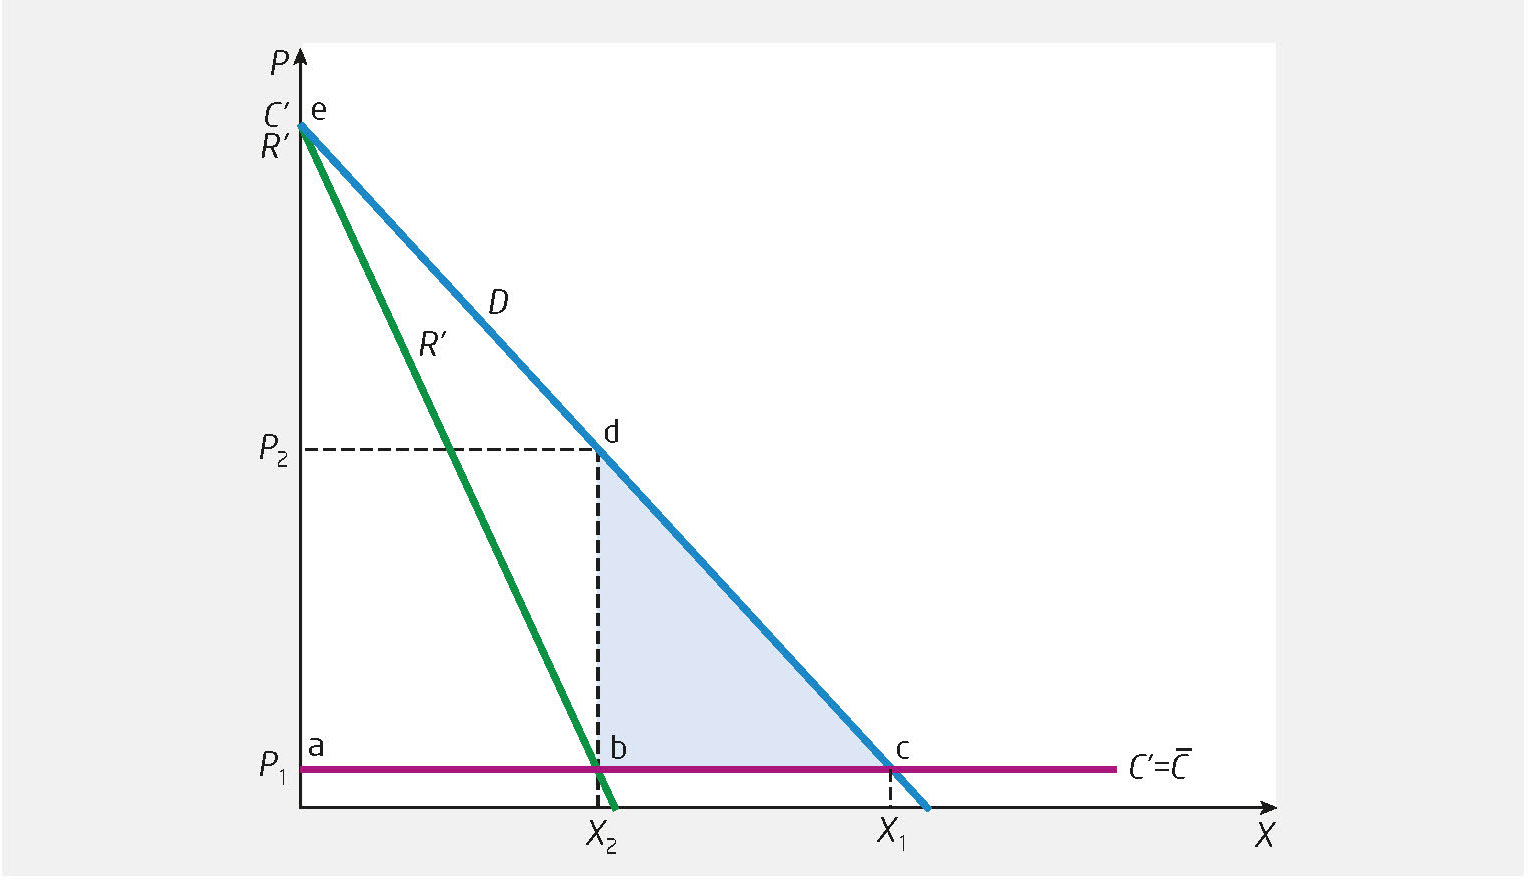 P
C′ e
R′
D
R′
d
P₂
a
b
c
P₁
C′=C̅
X₂
X₁
X